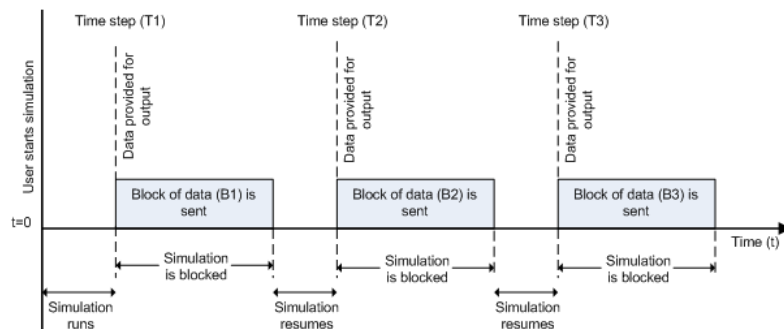 Time step (T1)
Time step (T2)
Time step (T3)
User starts simulation
Data provided for
output
Data provided for
output
Data provided for
output
Block of data (B1) is
sent
Block of data (B2) is
sent
Block of data (B3) is
sent
t=0
Time (t)
Simulation
is blocked
Simulation
is blocked
Simulation
is blocked
Simulation
runs
Simulation
resumes
Simulation
resumes